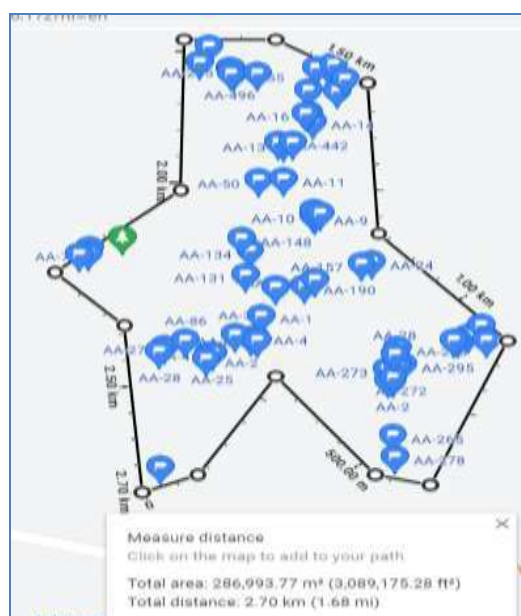 1.50 km
AA-496
AA-16
AA-442
AA-50
AA-11
AA-10
AA-9
AA-148
AA-134
AA-157
AA-24
AA-131
AA-190
AA-1
AA-86
AA-4
AA-28
AA-2
AA-25
AA-28
AA-273
AA-295
AA-272
AA-2
AA-265
AA-278
2.00 km
1.00 km
2.50 km
500.00 m
2.70 km
Measure distance
Click on the map to add to your path
Total area: 286,993.77 m² (3,089,175.28 ft²)
Total distance: 2.70 km (1.68 mi)